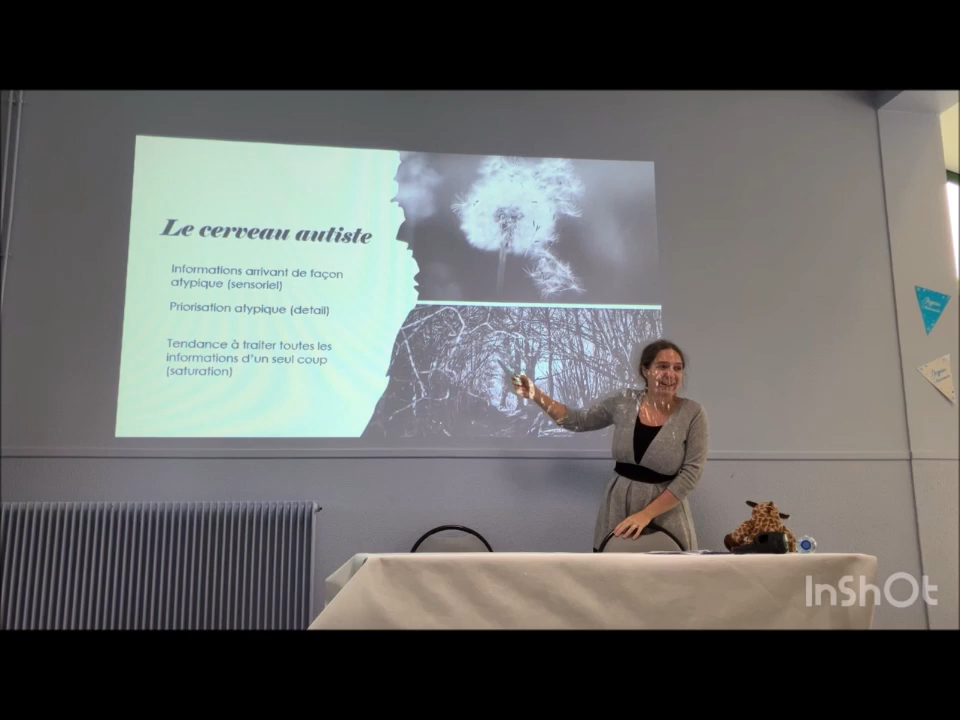 Le cerveau autiste
Informations arrivant de façon
atypique (sensoriel)
Priorisation atypique (detail)
Tendance à traiter toutes les
informations d'un seul coup
(saturation)
InShOt